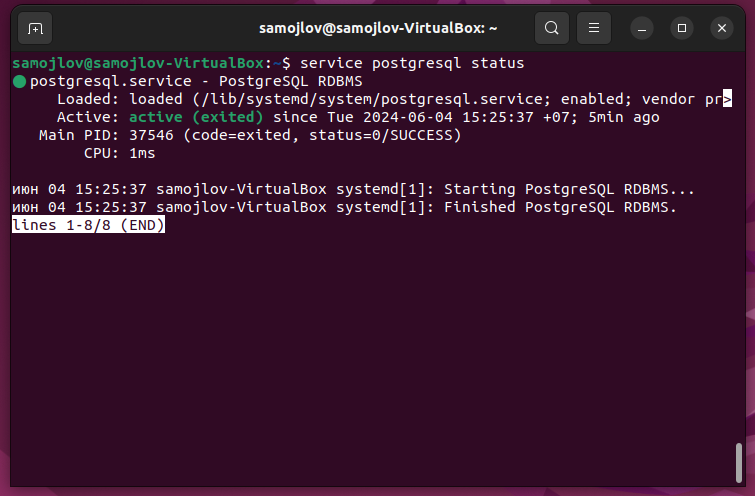 samojlov@samojlov-VirtualBox: ~
samojlov@samojlov-VirtualBox:~$ service postgresql status
● postgresql.service - PostgreSQL RDBMS
     Loaded: loaded (/lib/systemd/system/postgresql.service; enabled; vendor pr>
     Active: active (exited) since Tue 2024-06-04 15:25:37 +07; 5min ago
   Main PID: 37546 (code=exited, status=0/SUCCESS)
        CPU: 1ms

июн 04 15:25:37 samojlov-VirtualBox systemd[1]: Starting PostgreSQL RDBMS...
июн 04 15:25:37 samojlov-VirtualBox systemd[1]: Finished PostgreSQL RDBMS.
lines 1-8/8 (END)